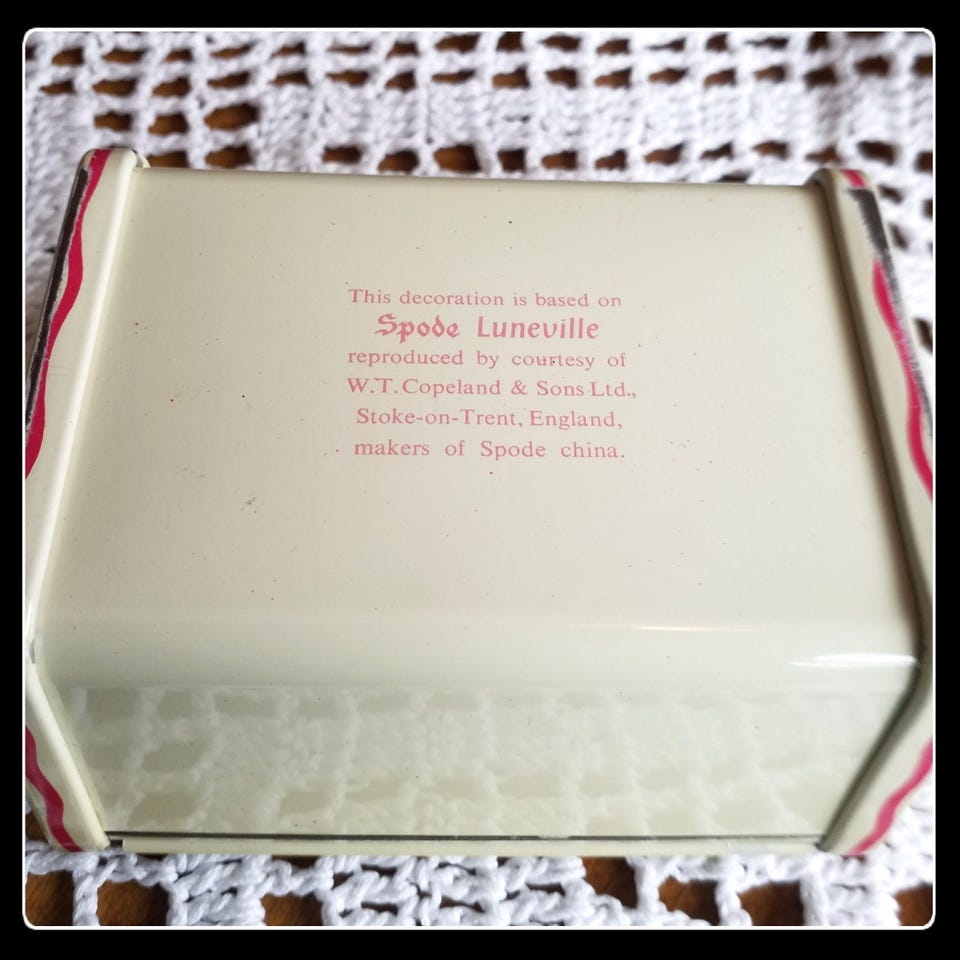 This decoration is based on
Spode Luneville
reproduced by courtesy of
W.T. Copeland & Sons Ltd.,
Stoke-on-Trent, England,
makers of Spode china.